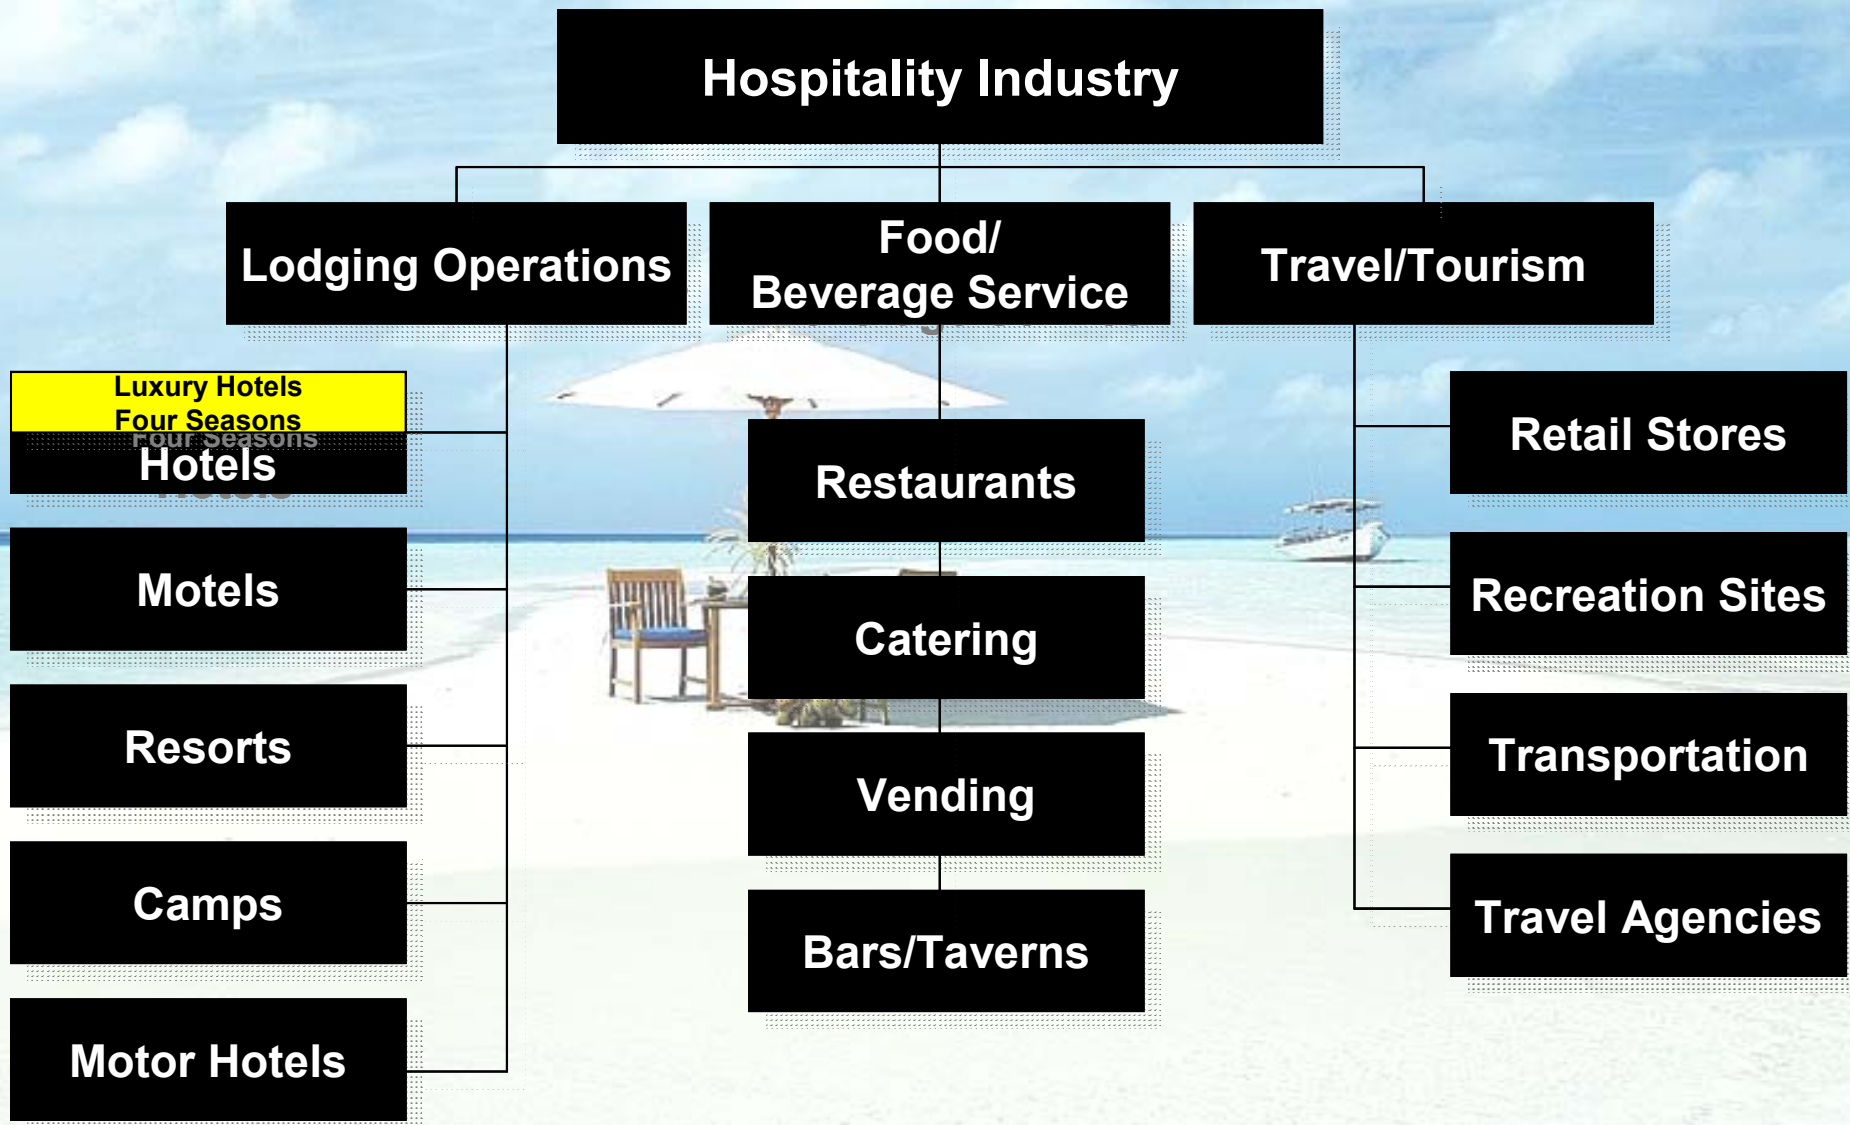 Hospitality Industry
Lodging Operations
Food/
Beverage Service
Travel/Tourism
Luxury Hotels
Four Seasons
Hotels
Motels
Resorts
Camps
Motor Hotels
Restaurants
Catering
Vending
Bars/Taverns
Retail Stores
Recreation Sites
Transportation
Travel Agencies